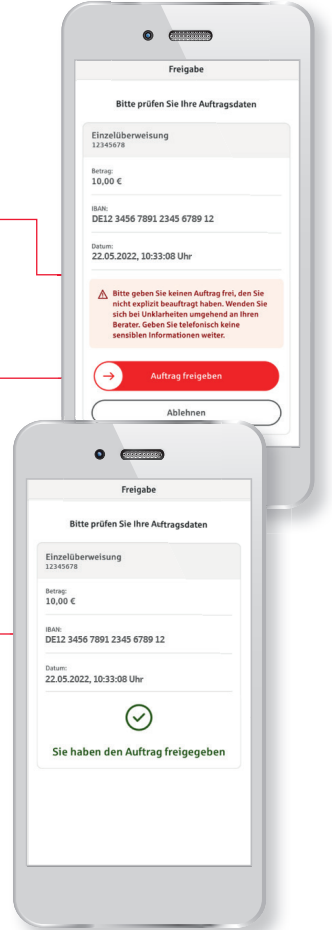 Freigabe
Bitte prüfen Sie Ihre Auftragsdaten
Einzelüberweisung
12345678
Betrag:
10,00 €
IBAN:
DE12 3456 7891 2345 6789 12
Datum:
22.05.2022, 10:33:08 Uhr
Bitte geben Sie keinen Auftrag frei, den Sie
nicht explizit beauftragt haben. Wenden Sie
sich bei Unklarheiten umgehend an Ihren
Berater. Geben Sie telefonisch keine
sensiblen Informationen weiter.
Auftrag freigeben
Ablehnen
Freigabe
Bitte prüfen Sie Ihre Auftragsdaten
Einzelüberweisung
12345678
Betrag:
10,00 €
IBAN:
DE12 3456 7891 2345 6789 12
Datum:
22.05.2022, 10:33:08 Uhr
Sie haben den Auftrag freigegeben